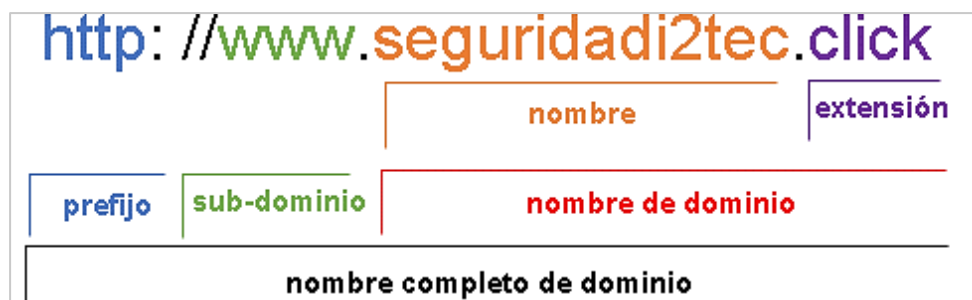 http: //www.seguridadi2tec.click
nombre extensión
prefijo sub-dominio nombre de dominio
nombre completo de dominio